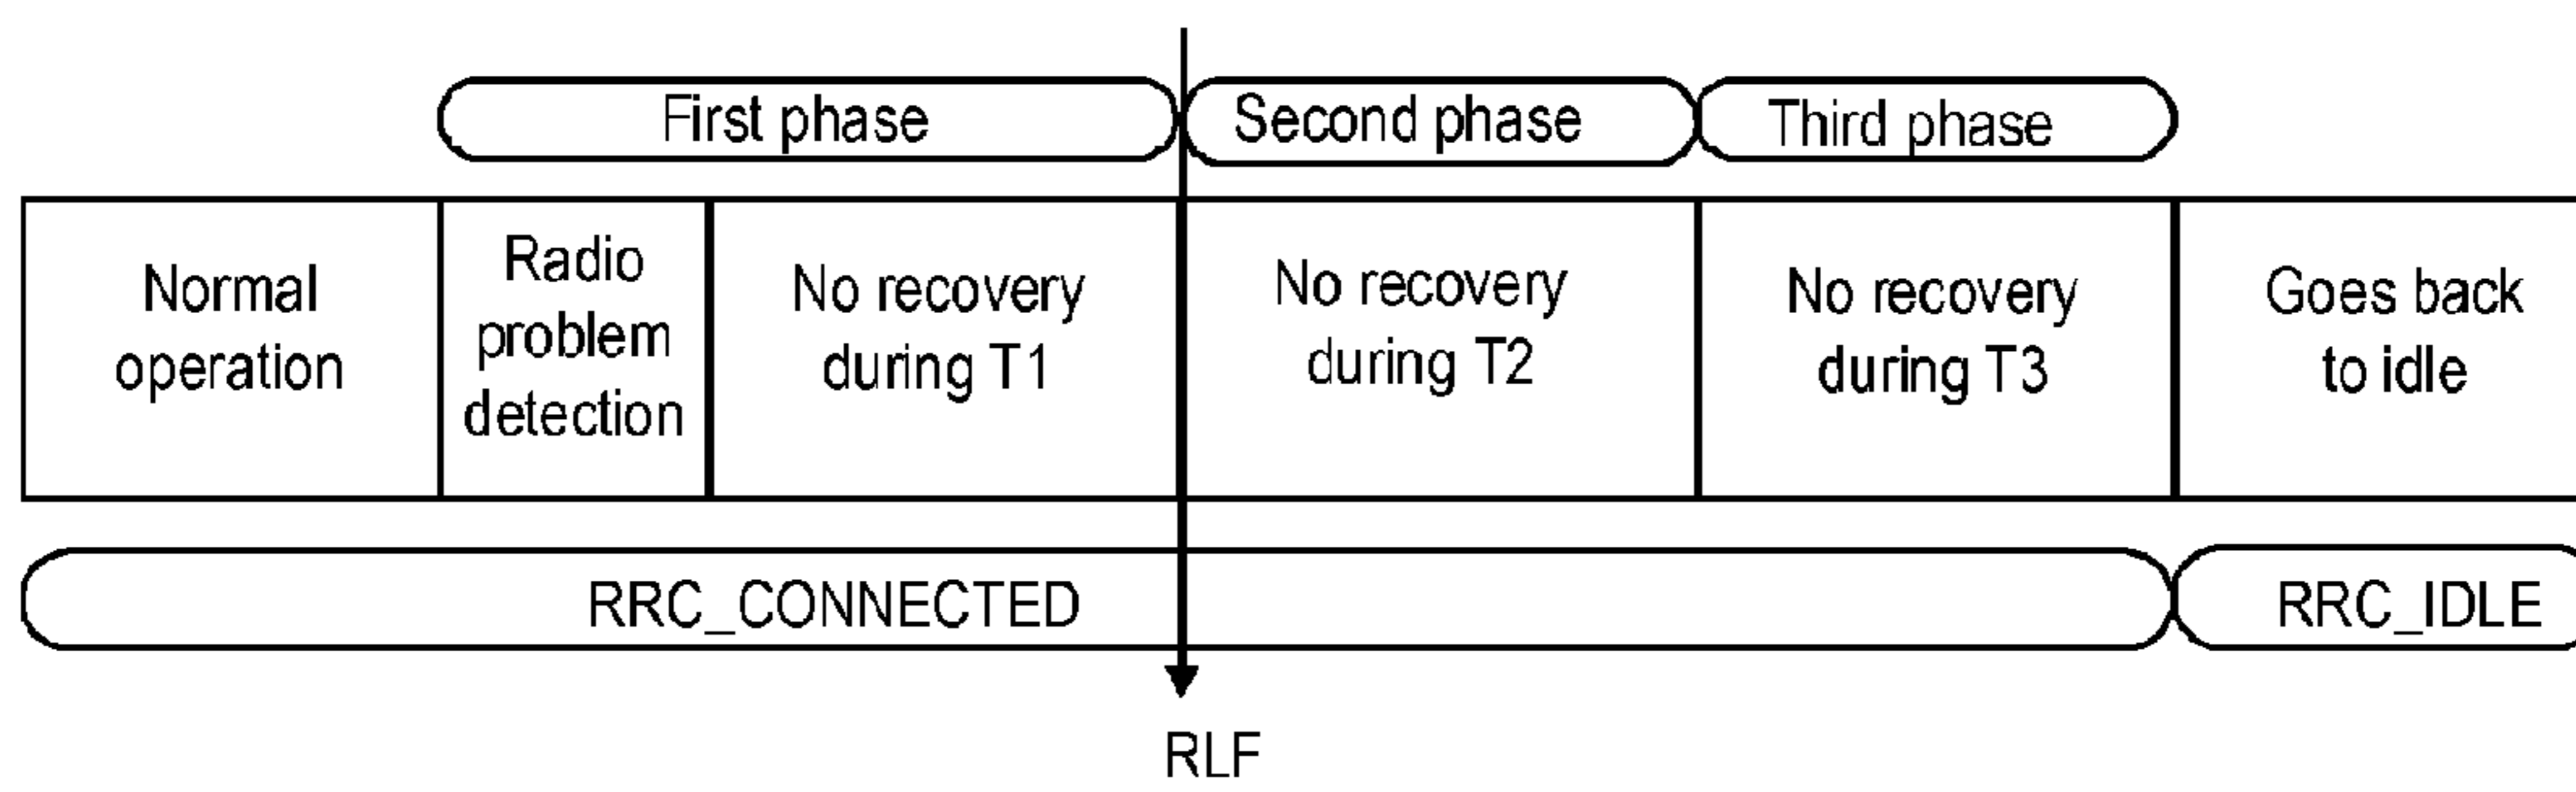 First phase
Second phase
Third phase
Normal
operation
Radio
problem
detection
No recovery
during T1
No recovery
during T2
No recovery
during T3
Goes back
to idle
RRC_CONNECTED
RRC_IDLE
RLF